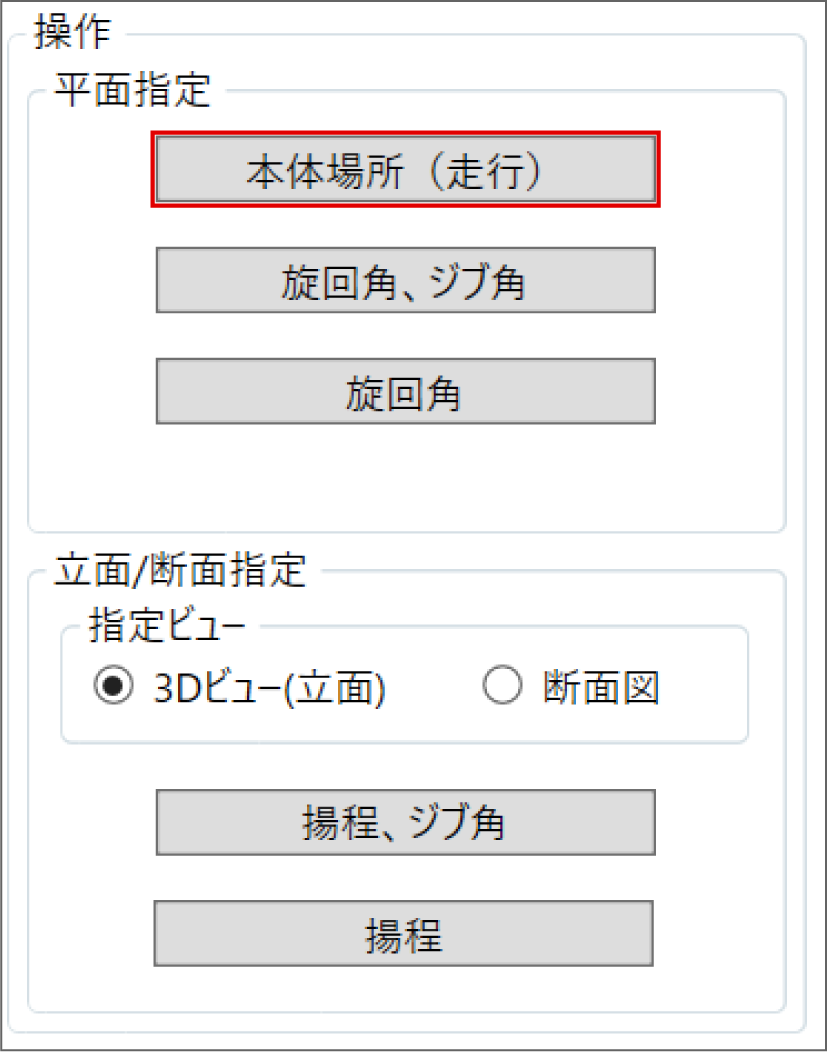 操作
平面指定
本体場所（走行）
旋回角、ジブ角
旋回角
立面/断面指定
指定ビュー
3Dビュー(立面) 断面図
揚程、ジブ角
揚程